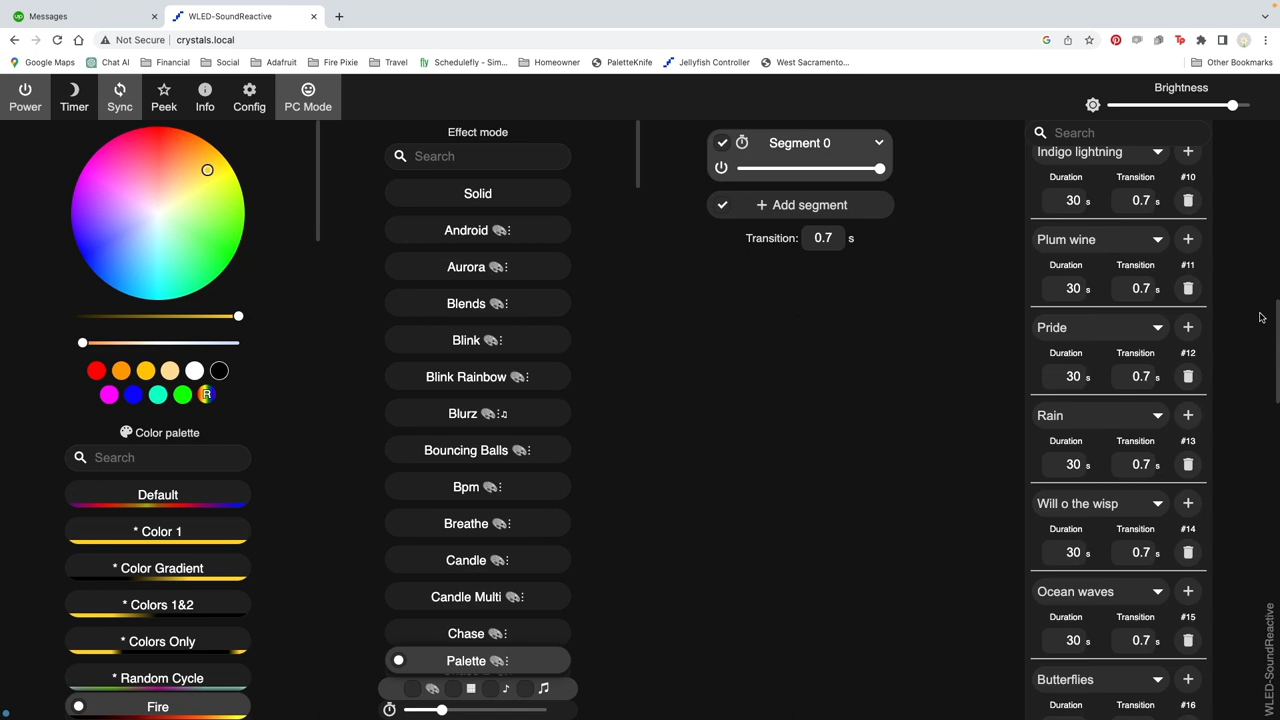 Messages
WLED-SoundReactive
Not Secure
crystals.local
Google Maps
Chat AI
Financial
Social
Adafruit
Fire Pixie
Travel
Schedulefly - Sim...
Homeowner
PaletteKnife
Jellyfish Controller
West Sacramento...
Other Bookmarks
Power
Timer
Sync
Peek
Info
Config
PC Mode
Brightness
R
Color palette
Search
Default
* Color 1
* Color Gradient
* Colors 1&2
* Colors Only
* Random Cycle
Fire
Effect mode
Search
Solid
Android
Aurora
Blends
Blink
Blink Rainbow
Blurz
Bouncing Balls
Bpm
Breathe
Candle
Candle Multi
Chase
Palette
Segment 0
+ Add segment
Transition: 0.7 s
Search
Indigo lightning
Duration Transition #10
30 s 0.7 s
Plum wine
Duration Transition #11
30 s 0.7 s
Pride
Duration Transition #12
30 s 0.7 s
Rain
Duration Transition #13
30 s 0.7 s
Will o the wisp
Duration Transition #14
30 s 0.7 s
Ocean waves
Duration Transition #15
30 s 0.7 s
Butterflies
Duration Transition #16
WLED-SoundReactive